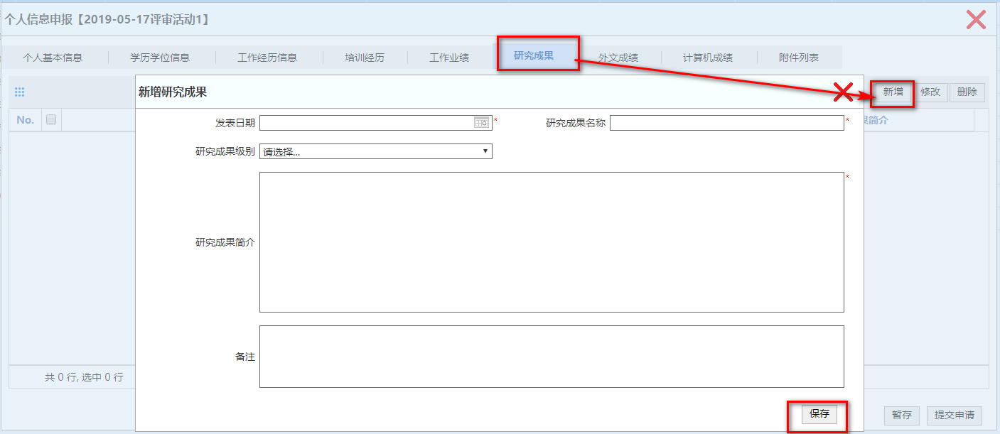 个人信息申报【2019-05-17评审活动1】
个人基本信息 学历学位信息 工作经历信息 培训经历 工作业绩 研究成果 外文成绩 计算机成绩 附件列表
新增研究成果
新增 修改 删除
No. 果简介
发表日期 * 研究成果名称 *
研究成果级别 请选择...
研究成果简介 *
备注
共 0 行, 选中 0 行
保存
暂存 提交申请